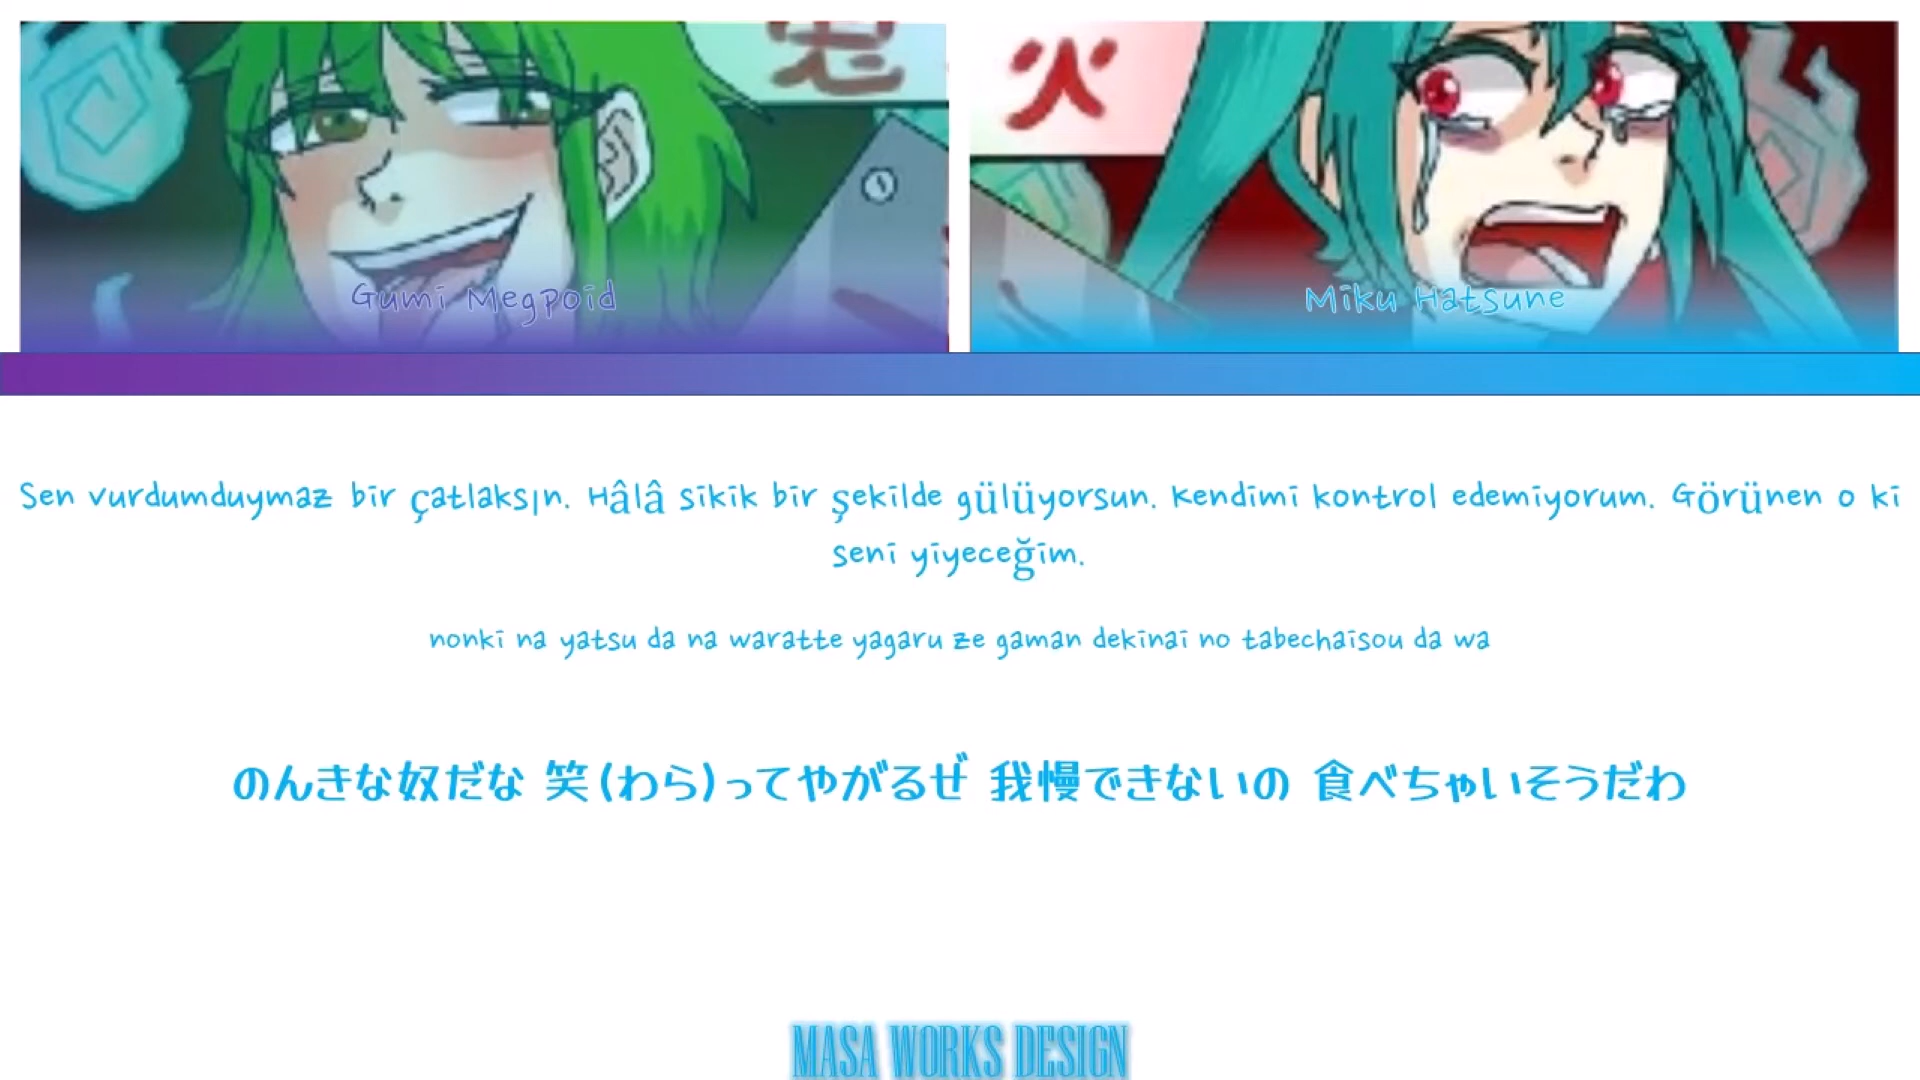 火
Gumi Megpoid
Miku Hatsune
Sen vurdumduymaz bir çatlaksın. Hâlâ sikik bir şekilde gülüyorsun. Kendimi kontrol edemiyorum. Görünen o ki
seni yiyeceğim.
nonki na yatsu da na waratte yagaru ze gaman dekinai no tabechaisou da wa
のんきな奴だな 笑(わら)ってやがるぜ 我慢できないの 食べちゃいそうだわ
MASA WORKS DESIGN